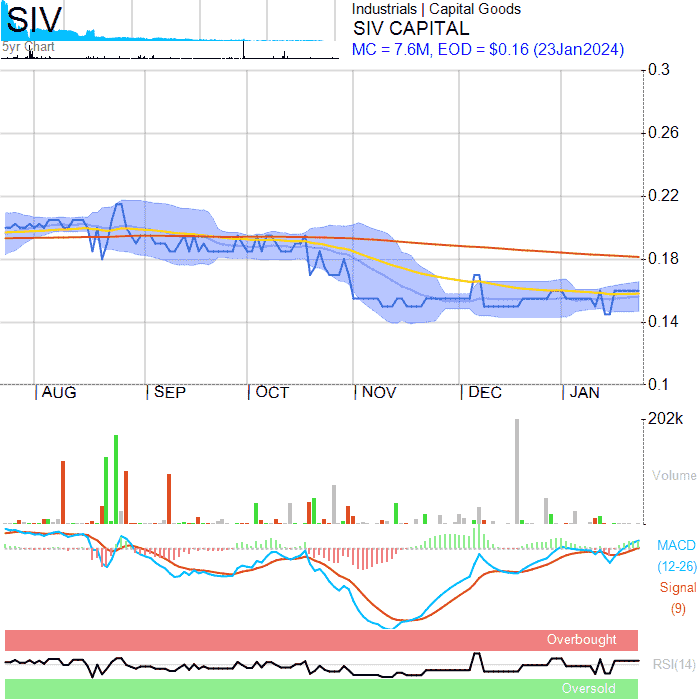 SIV
5yr Chart
Industrials | Capital Goods
SIV CAPITAL
MC = 7.6M, EOD = $0.16 (23Jan2024)
0.3
0.26
0.22
0.18
0.14
0.1
AUG SEP OCT NOV DEC JAN
202k
Volume
MACD
(12-26)
Signal
(9)
Overbought
RSI(14)
Oversold